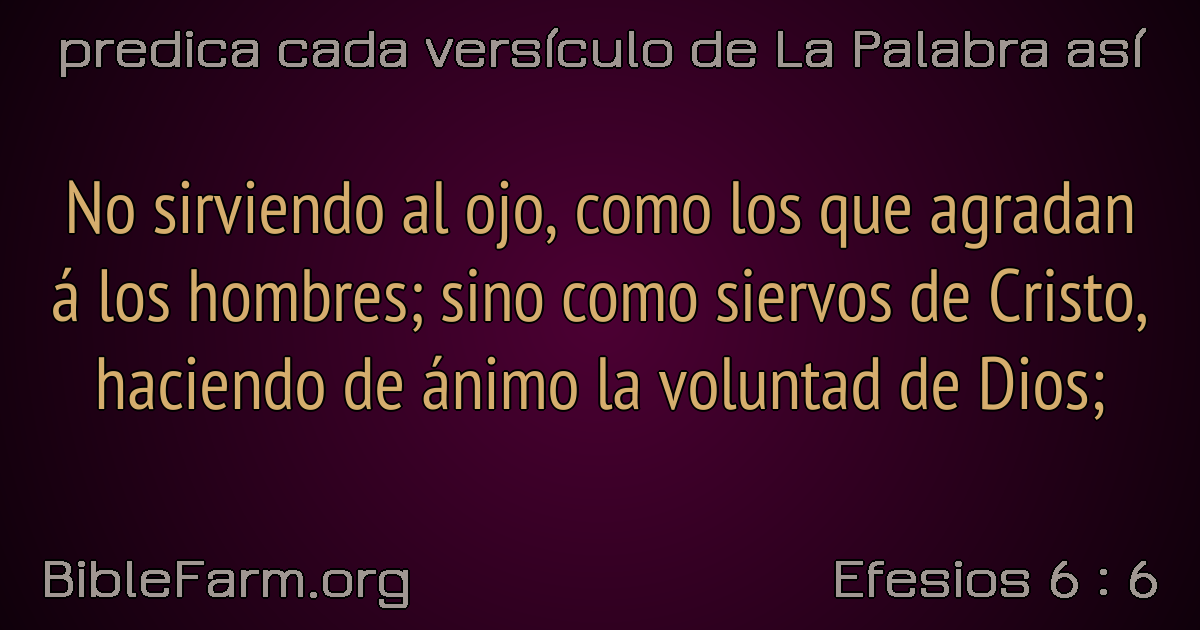 predica cada versículo de La Palabra así
No sirviendo al ojo, como los que agradan
á los hombres; sino como siervos de Cristo,
haciendo de ánimo la voluntad de Dios;
BibleFarm.org
Efesios 6 : 6